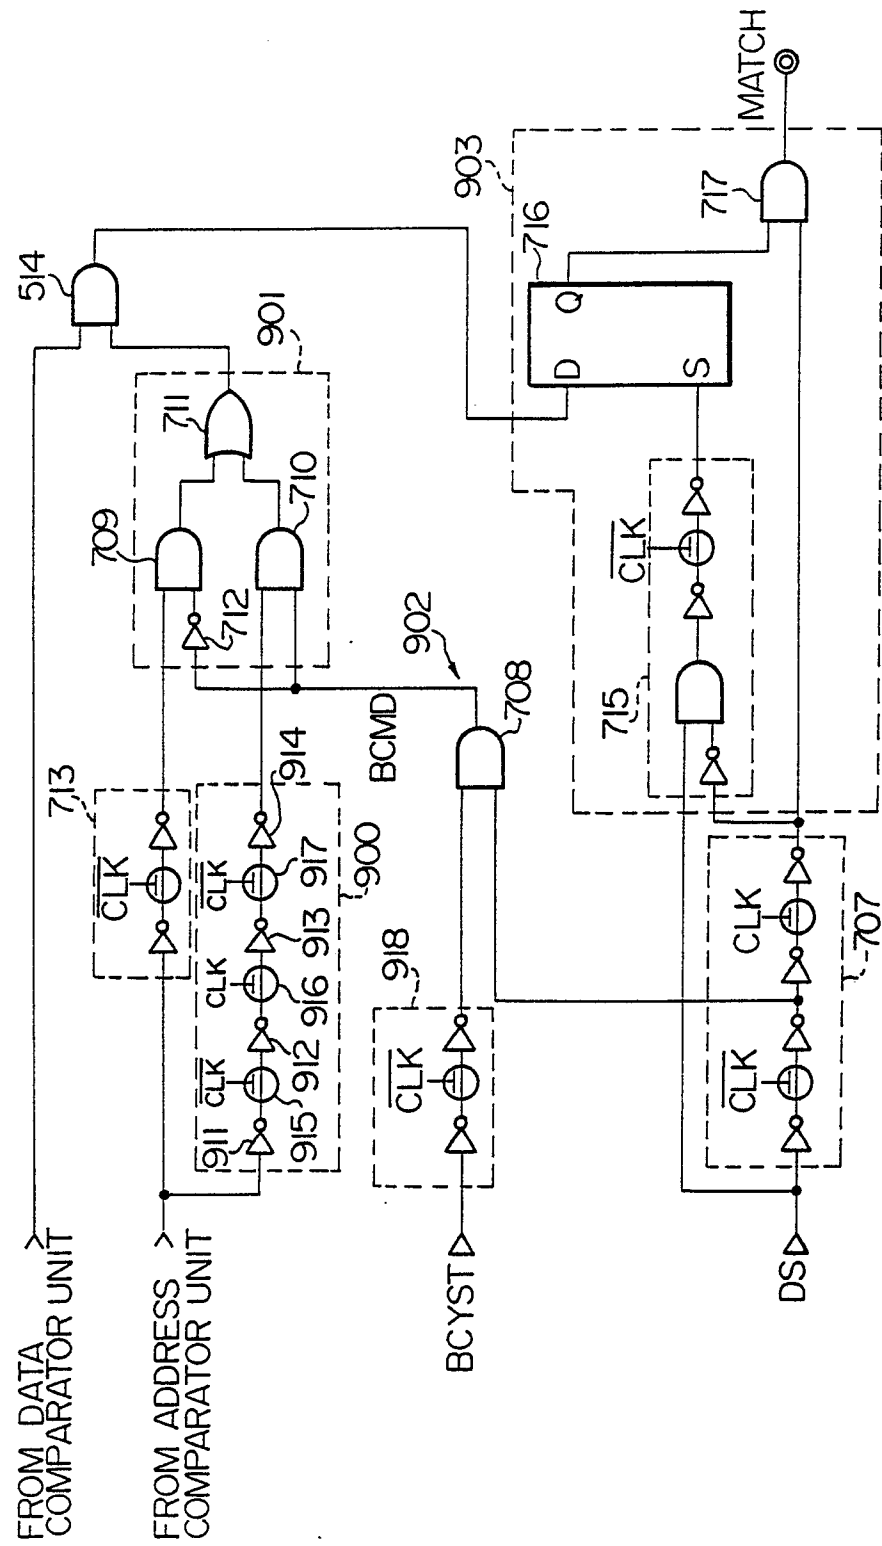 FROM DATA
COMPARATOR UNIT
FROM ADDRESS
COMPARATOR UNIT
BCYST
DS
713
CLK
911
915
CLK
912
916
CLK
913
917
CLK
914
900
918
CLK
CLK
CLK
707
BCMD
902
708
709
712
710
711
901
514
715
CLK
D
Q
S
716
903
717
MATCH